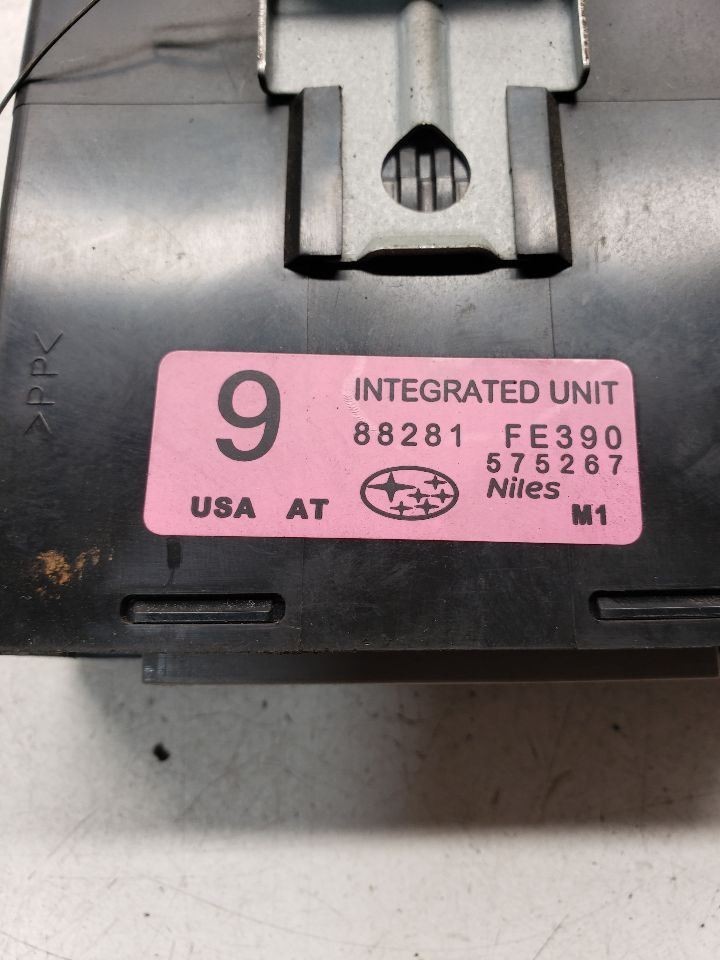 >PP<
9
INTEGRATED UNIT
88281 FE390
575267
USA AT
Niles
M1